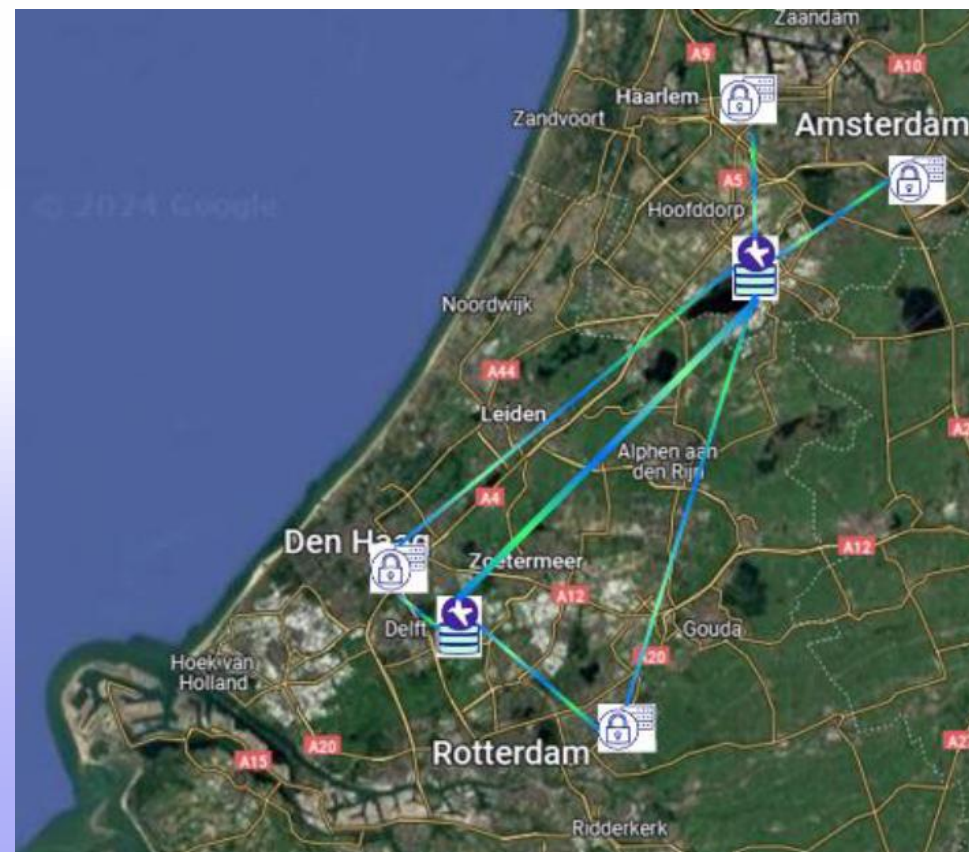 Zaandam
A9
A10
Haarlem
Zandvoort
Amsterdam
A5
Hoofddorp
Noordwijk
A44
Leiden
A2
Alphen aan
den Rijn
A4
Den Haag
A12
Zoetermeer
A12
Delft
Gouda
A20
Hoek van
Holland
Rotterdam
A20
A15
A27
Ridderkerk
© 2024 Google